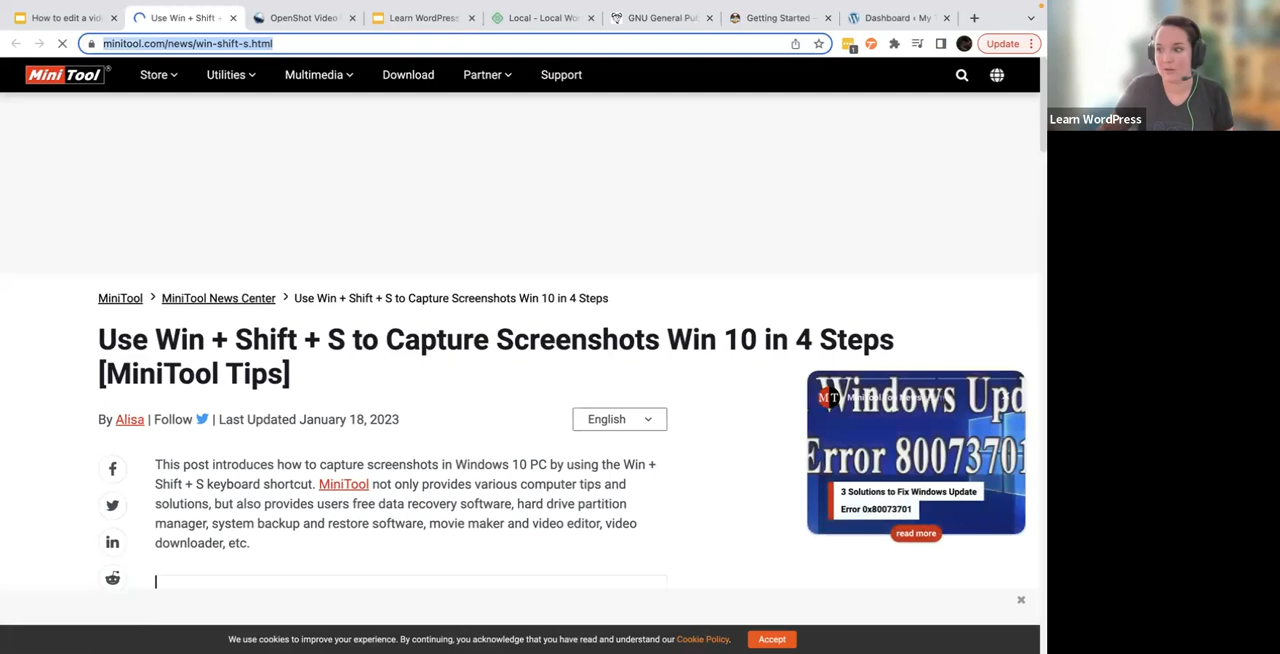 How to edit a vid
Use Win + Shift +
OpenShot Video
Learn WordPress
Local - Local Wo
GNU General Pu
Getting Started -
Dashboard ‹ My T
minitool.com/news/win-shift-s.html
1
Update
Mini Tool®
Store
Utilities
Multimedia
Download
Partner
Support
Learn WordPress
MiniTool > MiniTool News Center > Use Win + Shift + S to Capture Screenshots Win 10 in 4 Steps
Use Win + Shift + S to Capture Screenshots Win 10 in 4 Steps
[MiniTool Tips]
By Alisa | Follow | Last Updated January 18, 2023
English
This post introduces how to capture screenshots in Windows 10 PC by using the Win +
Shift + S keyboard shortcut. MiniTool not only provides various computer tips and
solutions, but also provides users free data recovery software, hard drive partition
manager, system backup and restore software, movie maker and video editor, video
downloader, etc.
Windows Upd
MT
Error 80073701
3 Solutions to Fix Windows Update
Error 0x80073701
read more
We use cookies to improve your experience. By continuing, you acknowledge that you have read and understand our Cookie Policy.
Accept